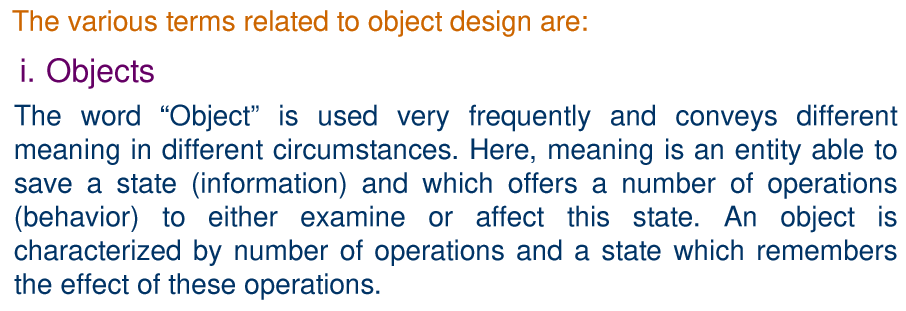 The various terms related to object design are:
i. Objects
The word “Object” is used very frequently and conveys different
meaning in different circumstances. Here, meaning is an entity able to
save a state (information) and which offers a number of operations
(behavior) to either examine or affect this state. An object is
characterized by number of operations and a state which remembers
the effect of these operations.